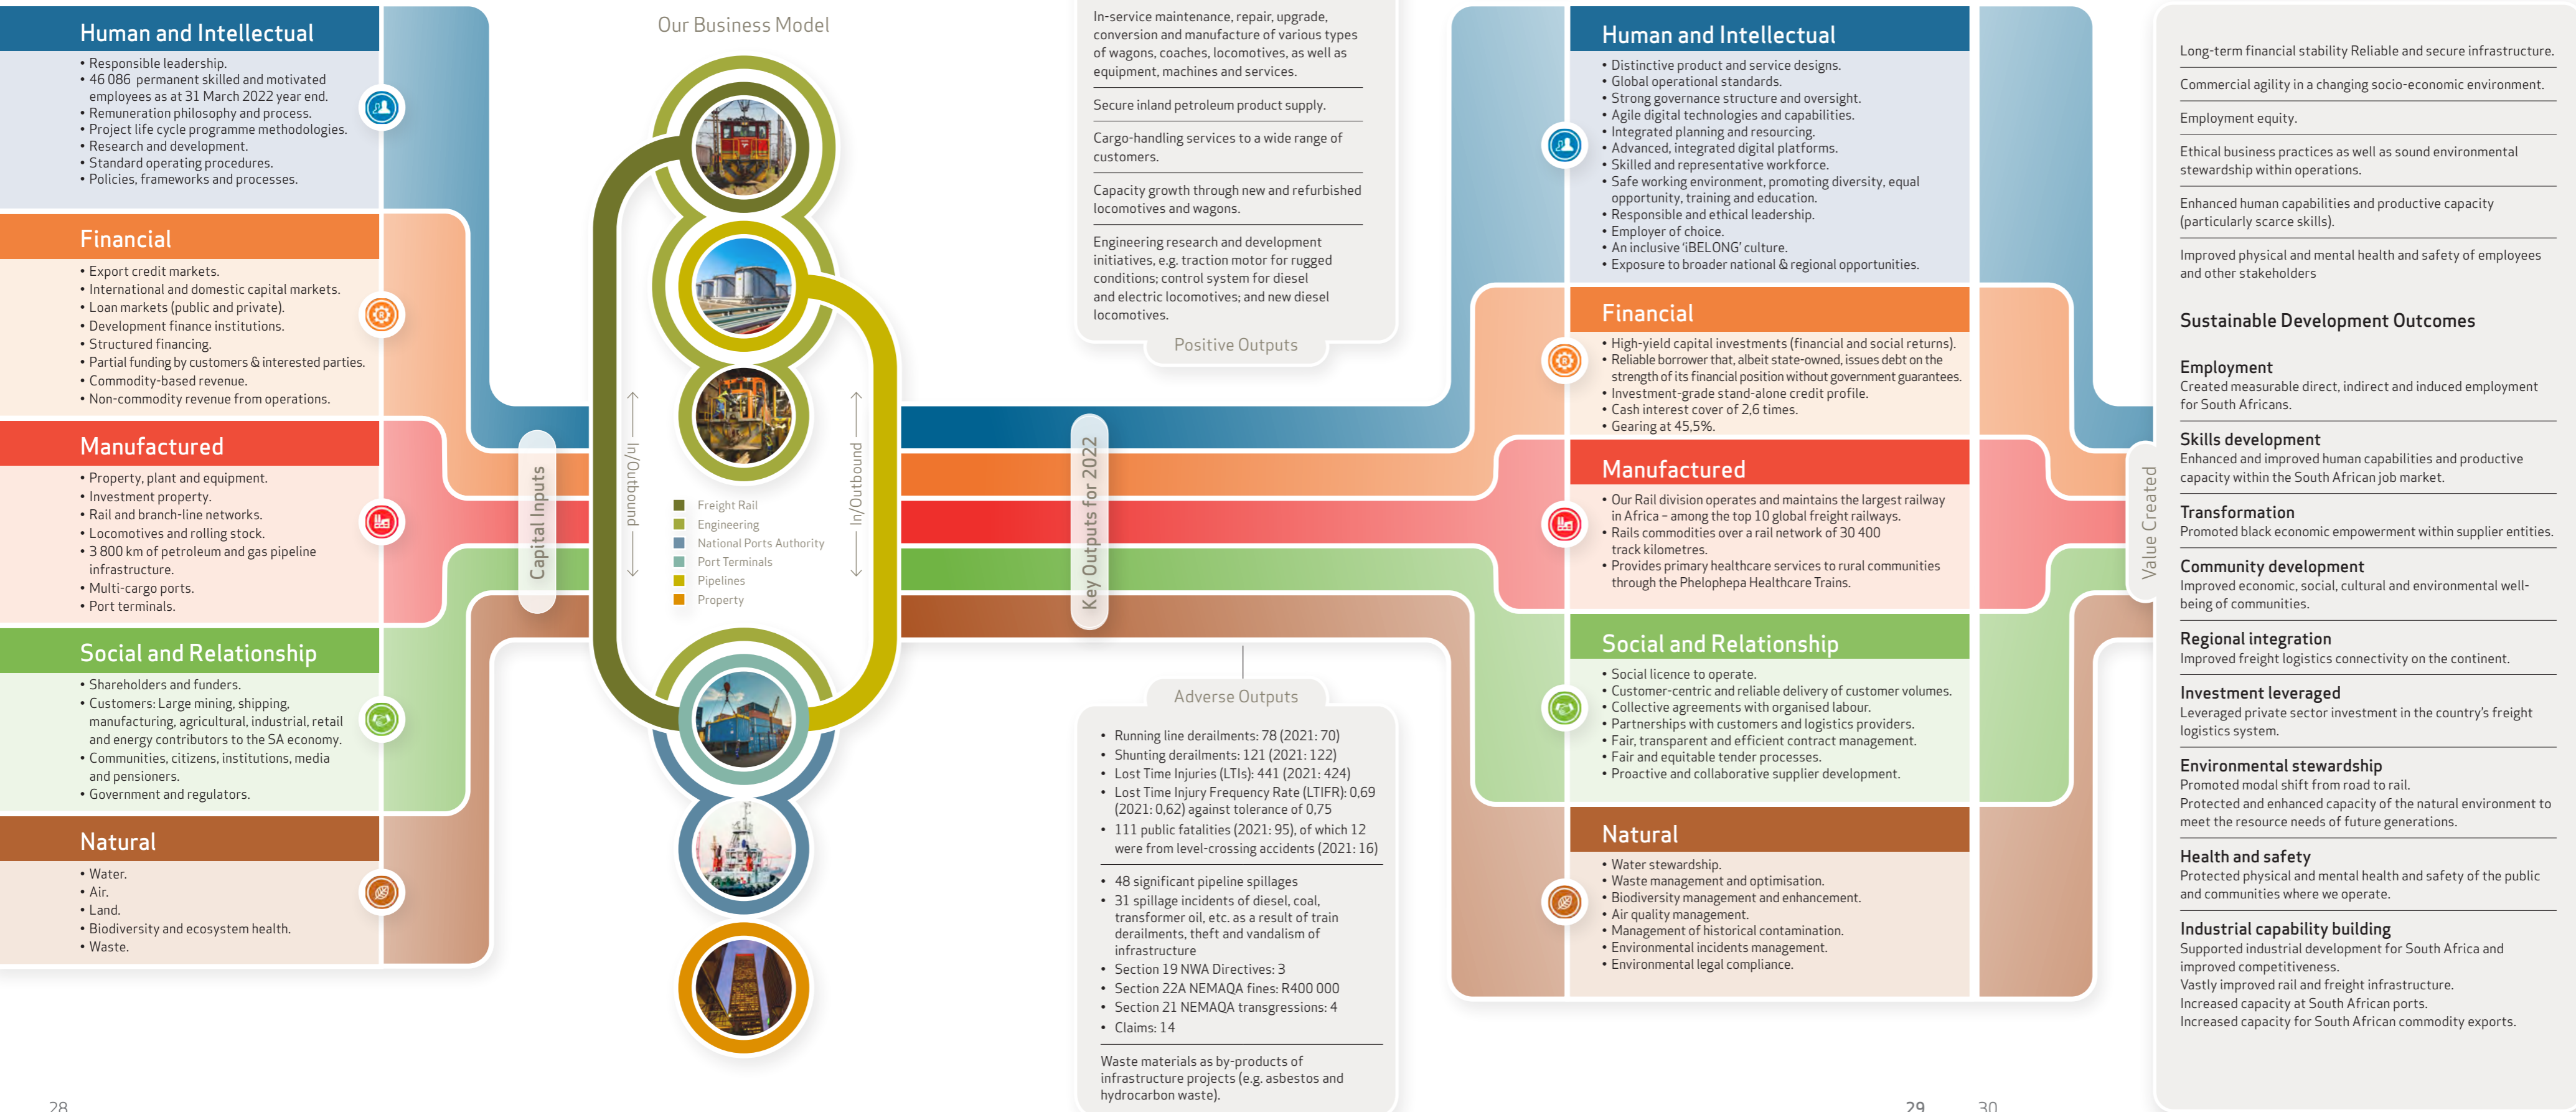 Human and Intellectual
• Responsible leadership.
• 46 086 permanent skilled and motivated
employees as at 31 March 2022 year end.
• Remuneration philosophy and process.
• Project life cycle programme methodologies.
• Research and development.
• Standard operating procedures.
• Policies, frameworks and processes.
Financial
• Export credit markets.
• International and domestic capital markets.
• Loan markets (public and private).
• Development finance institutions.
• Structured financing.
• Partial funding by customers & interested parties.
• Commodity-based revenue.
• Non-commodity revenue from operations.
Manufactured
• Property, plant and equipment.
• Investment property.
• Rail and branch-line networks.
• Locomotives and rolling stock.
• 3 800 km of petroleum and gas pipeline
infrastructure.
• Multi-cargo ports.
• Port terminals.
Social and Relationship
• Shareholders and funders.
• Customers: Large mining, shipping,
manufacturing, agricultural, industrial, retail
and energy contributors to the SA economy.
• Communities, citizens, institutions, media
and pensioners.
• Government and regulators.
Natural
• Water.
• Air.
• Land.
• Biodiversity and ecosystem health.
• Waste.
28
Capital Inputs
Our Business Model
In/Outbound
In/Outbound
Freight Rail
Engineering
National Ports Authority
Port Terminals
Pipelines
Property
Key Outputs for 2022
In-service maintenance, repair, upgrade,
conversion and manufacture of various types
of wagons, coaches, locomotives, as well as
equipment, machines and services.
Secure inland petroleum product supply.
Cargo-handling services to a wide range of
customers.
Capacity growth through new and refurbished
locomotives and wagons.
Engineering research and development
initiatives, e.g. traction motor for rugged
conditions; control system for diesel
and electric locomotives; and new diesel
locomotives.
Positive Outputs
Adverse Outputs
• Running line derailments: 78 (2021: 70)
• Shunting derailments: 121 (2021: 122)
• Lost Time Injuries (LTIs): 441 (2021: 424)
• Lost Time Injury Frequency Rate (LTIFR): 0,69
(2021: 0,62) against tolerance of 0,75
• 111 public fatalities (2021: 95), of which 12
were from level-crossing accidents (2021: 16)
• 48 significant pipeline spillages
• 31 spillage incidents of diesel, coal,
transformer oil, etc. as a result of train
derailments, theft and vandalism of
infrastructure
• Section 19 NWA Directives: 3
• Section 22A NEMAQA fines: R400 000
• Section 21 NEMAQA transgressions: 4
• Claims: 14
Waste materials as by-products of
infrastructure projects (e.g. asbestos and
hydrocarbon waste).
Human and Intellectual
• Distinctive product and service designs.
• Global operational standards.
• Strong governance structure and oversight.
• Agile digital technologies and capabilities.
• Integrated planning and resourcing.
• Advanced, integrated digital platforms.
• Skilled and representative workforce.
• Safe working environment, promoting diversity, equal
opportunity, training and education.
• Responsible and ethical leadership.
• Employer of choice.
• An inclusive ‘iBELONG’ culture.
• Exposure to broader national & regional opportunities.
Financial
• High-yield capital investments (financial and social returns).
• Reliable borrower that, albeit state-owned, issues debt on the
strength of its financial position without government guarantees.
• Investment-grade stand-alone credit profile.
• Cash interest cover of 2,6 times.
• Gearing at 45,5%.
Manufactured
• Our Rail division operates and maintains the largest railway
in Africa – among the top 10 global freight railways.
• Rails commodities over a rail network of 30 400
track kilometres.
• Provides primary healthcare services to rural communities
through the Phelophepa Healthcare Trains.
Social and Relationship
• Social licence to operate.
• Customer-centric and reliable delivery of customer volumes.
• Collective agreements with organised labour.
• Partnerships with customers and logistics providers.
• Fair, transparent and efficient contract management.
• Fair and equitable tender processes.
• Proactive and collaborative supplier development.
Natural
• Water stewardship.
• Waste management and optimisation.
• Biodiversity management and enhancement.
• Air quality management.
• Management of historical contamination.
• Environmental incidents management.
• Environmental legal compliance.
29
30
Value Created
Long-term financial stability Reliable and secure infrastructure.
Commercial agility in a changing socio-economic environment.
Employment equity.
Ethical business practices as well as sound environmental
stewardship within operations.
Enhanced human capabilities and productive capacity
(particularly scarce skills).
Improved physical and mental health and safety of employees
and other stakeholders
Sustainable Development Outcomes
Employment
Created measurable direct, indirect and induced employment
for South Africans.
Skills development
Enhanced and improved human capabilities and productive
capacity within the South African job market.
Transformation
Promoted black economic empowerment within supplier entities.
Community development
Improved economic, social, cultural and environmental well-
being of communities.
Regional integration
Improved freight logistics connectivity on the continent.
Investment leveraged
Leveraged private sector investment in the country’s freight
logistics system.
Environmental stewardship
Promoted modal shift from road to rail.
Protected and enhanced capacity of the natural environment to
meet the resource needs of future generations.
Health and safety
Protected physical and mental health and safety of the public
and communities where we operate.
Industrial capability building
Supported industrial development for South Africa and
improved competitiveness.
Vastly improved rail and freight infrastructure.
Increased capacity at South African ports.
Increased capacity for South African commodity exports.